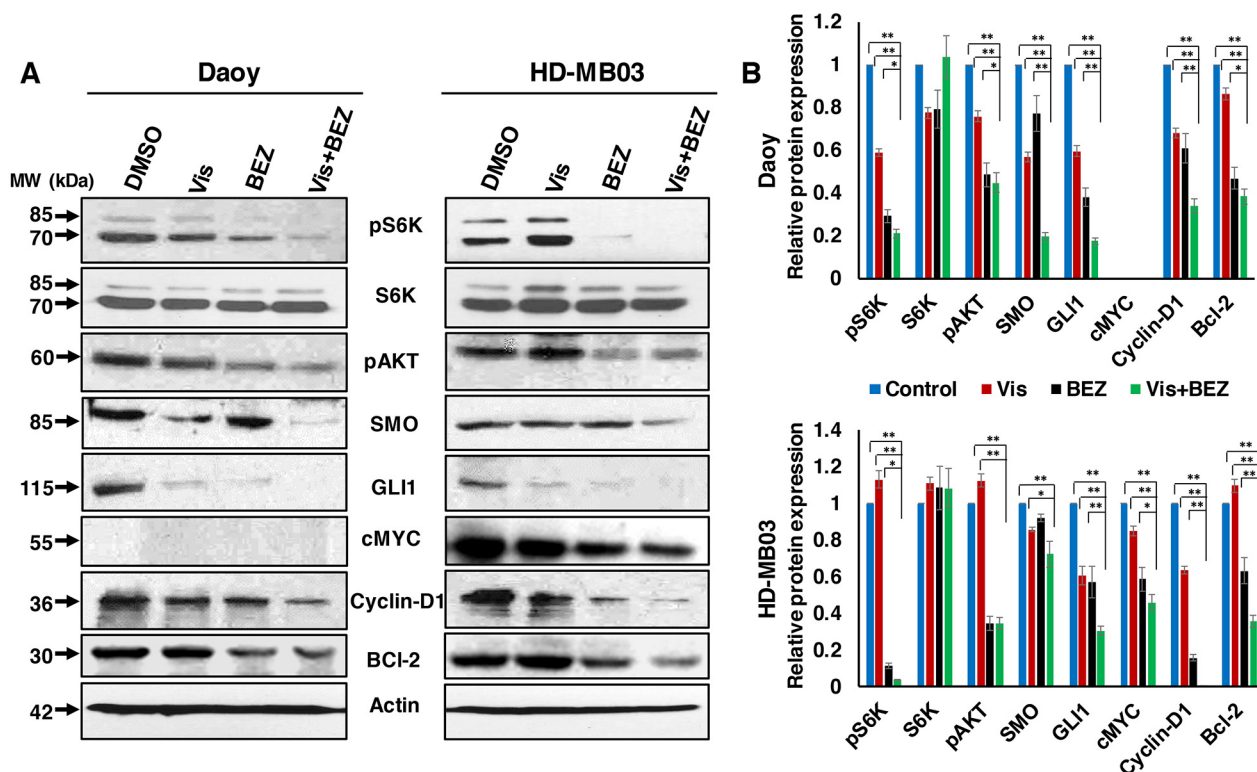 A
Daoy
HD-MB03
MW (kDa)
DMSO
Vis
BEZ
Vis+BEZ
DMSO
Vis
BEZ
Vis+BEZ
85
70
pS6K
85
70
S6K
60
pAKT
85
SMO
115
GLI1
55
cMYC
36
Cyclin-D1
30
BCl-2
42
Actin
B
Daoy
Relative protein expression
1.2
1
0.8
0.6
0.4
0.2
0
** ** *
** ** *
** ** **
** ** **
** ** **
** ** *
pS6K
S6K
pAKT
SMO
GLI1
cMYC
Cyclin-D1
Bcl-2
Control Vis BEZ Vis+BEZ
HD-MB03
Relative protein expression
1.4
1.2
1
0.8
0.6
0.4
0.2
0
** ** *
** **
** *
** ** **
** ** *
** ** **
** ** **
pS6K
S6K
pAKT
SMO
GLI1
cMYC
Cyclin-D1
Bcl-2